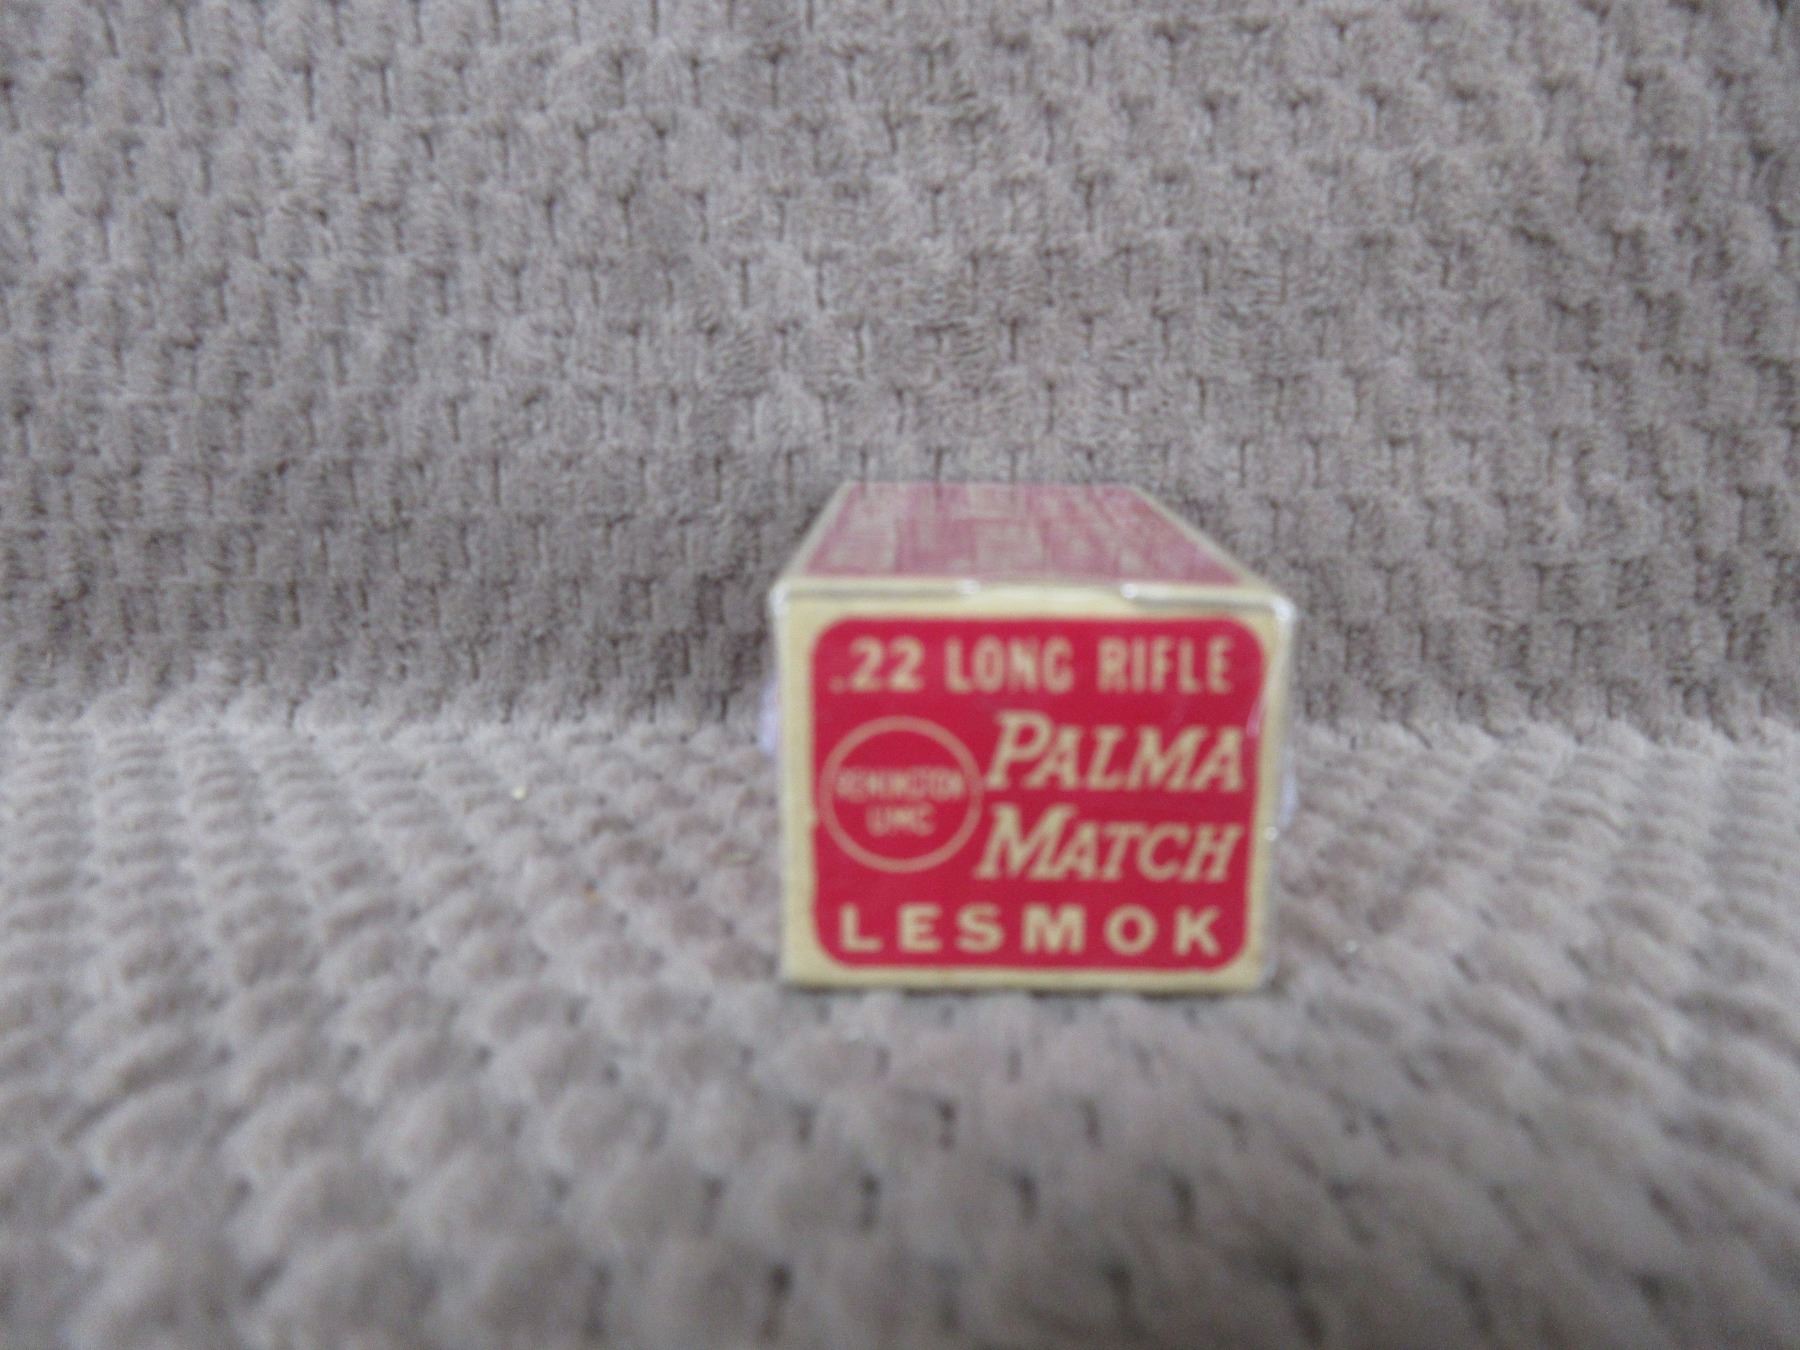 .22 LONG RIFLE
REMINGTON
UMC
PALMA
MATCH
LESMOK